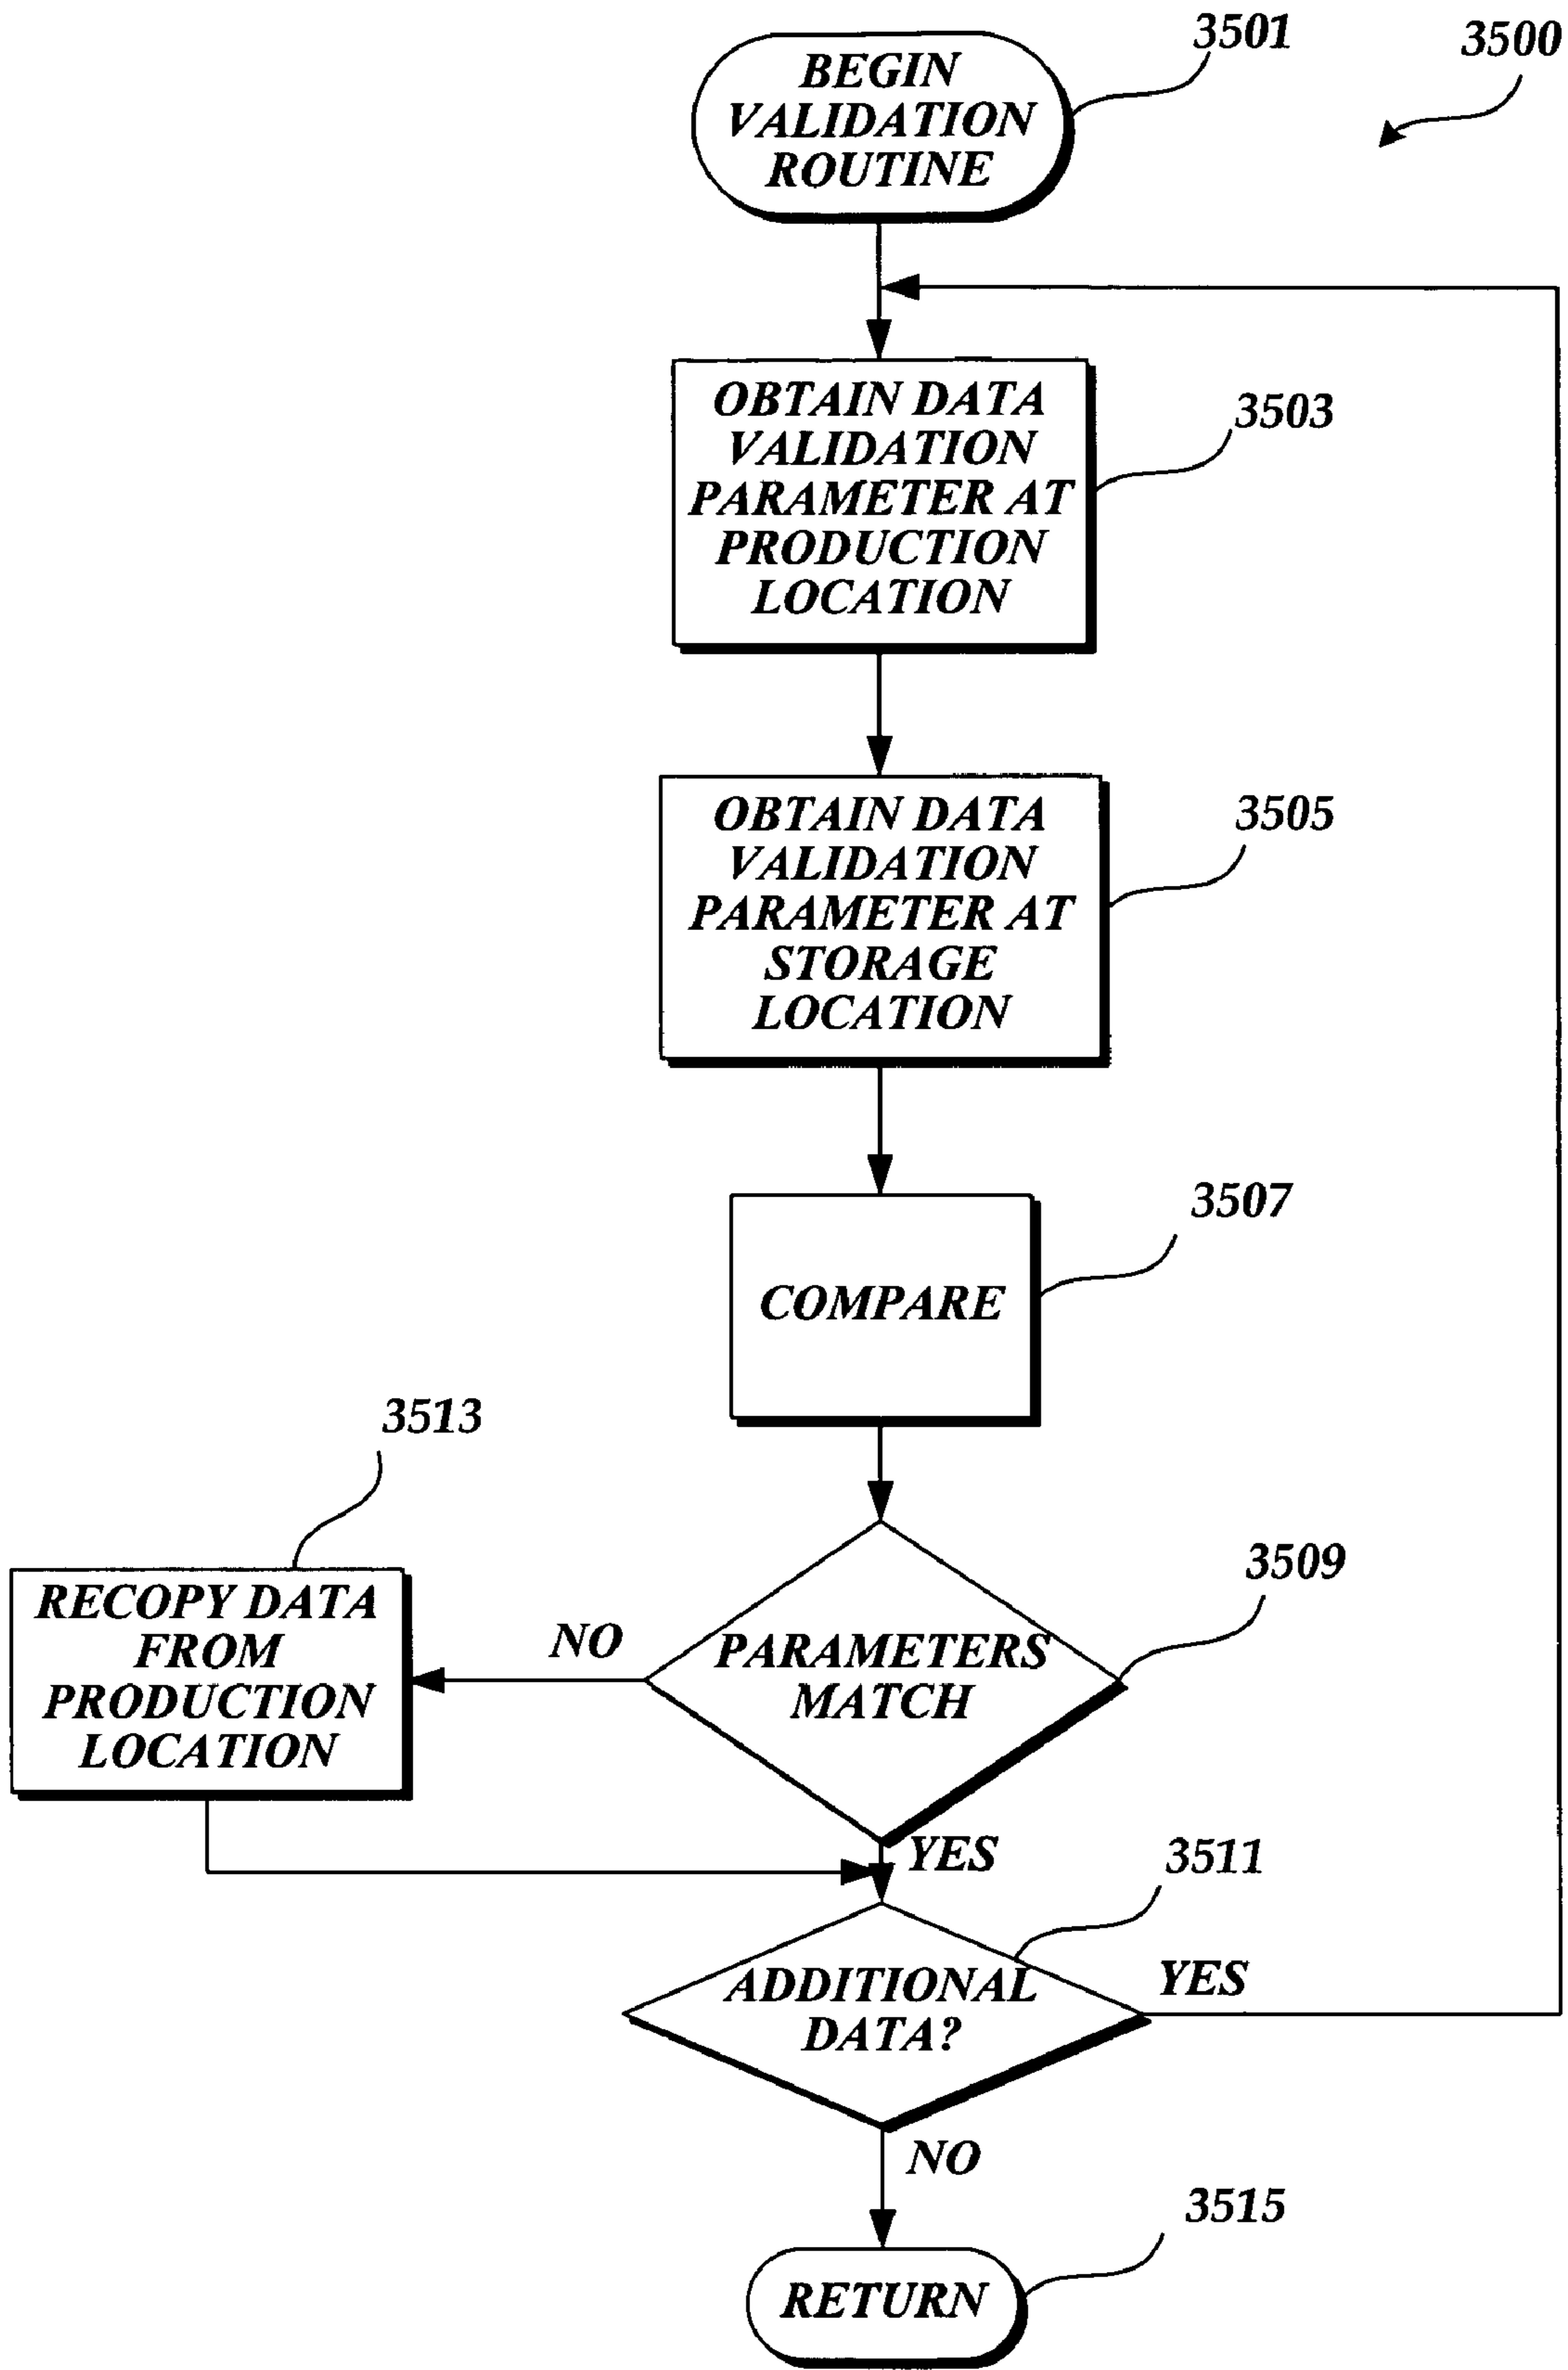 3501
3500
BEGIN
VALIDATION
ROUTINE
OBTAIN DATA
VALIDATION
PARAMETER AT
PRODUCTION
LOCATION
3503
OBTAIN DATA
VALIDATION
PARAMETER AT
STORAGE
LOCATION
3505
COMPARE
3507
3513
RECOPY DATA
FROM
PRODUCTION
LOCATION
NO
PARAMETERS
MATCH
3509
YES
3511
ADDITIONAL
DATA?
YES
NO
3515
RETURN